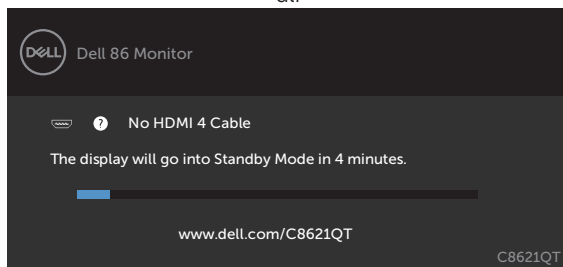 DELL
Dell 86 Monitor
? No HDMI 4 Cable
The display will go into Standby Mode in 4 minutes.
www.dell.com/C8621QT
C8621QT